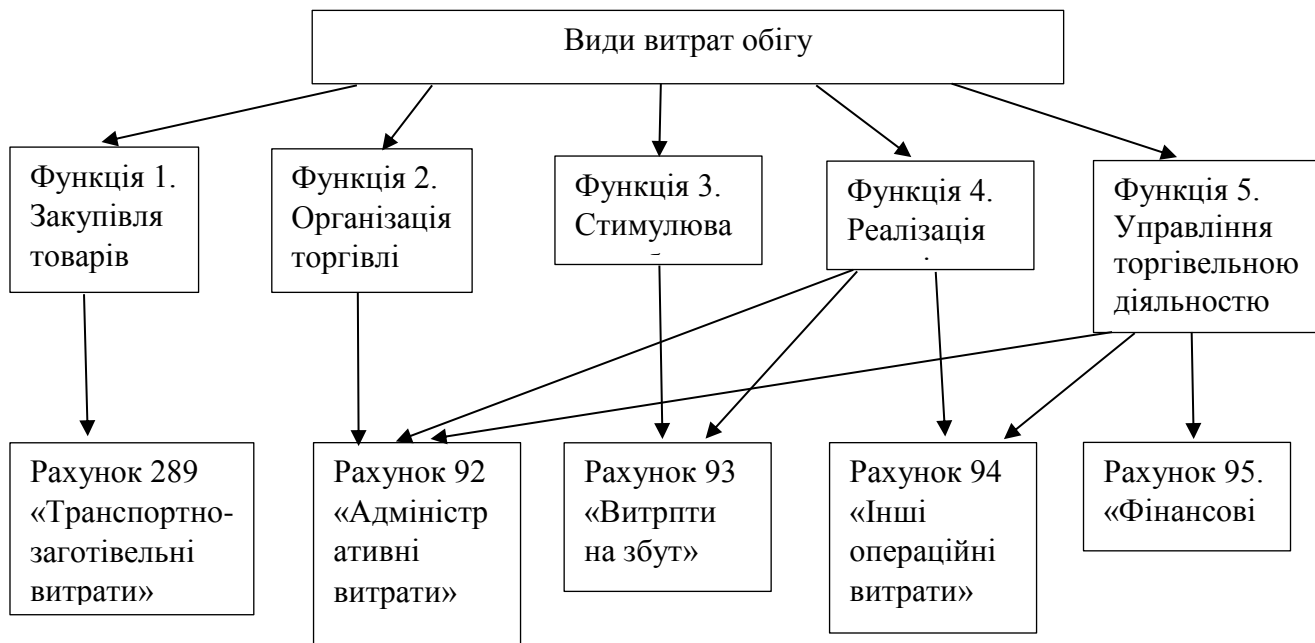 Види витрат обігу
Функція 1.
Закупівля
товарів
Функція 2.
Організація
торгівлі
Функція 3.
Стимулюва
Функція 4.
Реалізація
Функція 5.
Управління
торгівельною
діяльностю
Рахунок 289
«Транспортно-
заготівельні
витрати»
Рахунок 92
«Адміністр
ативні
витрати»
Рахунок 93
«Витрпти
на збут»
Рахунок 94
«Інші
операційні
витрати»
Рахунок 95.
«Фінансові